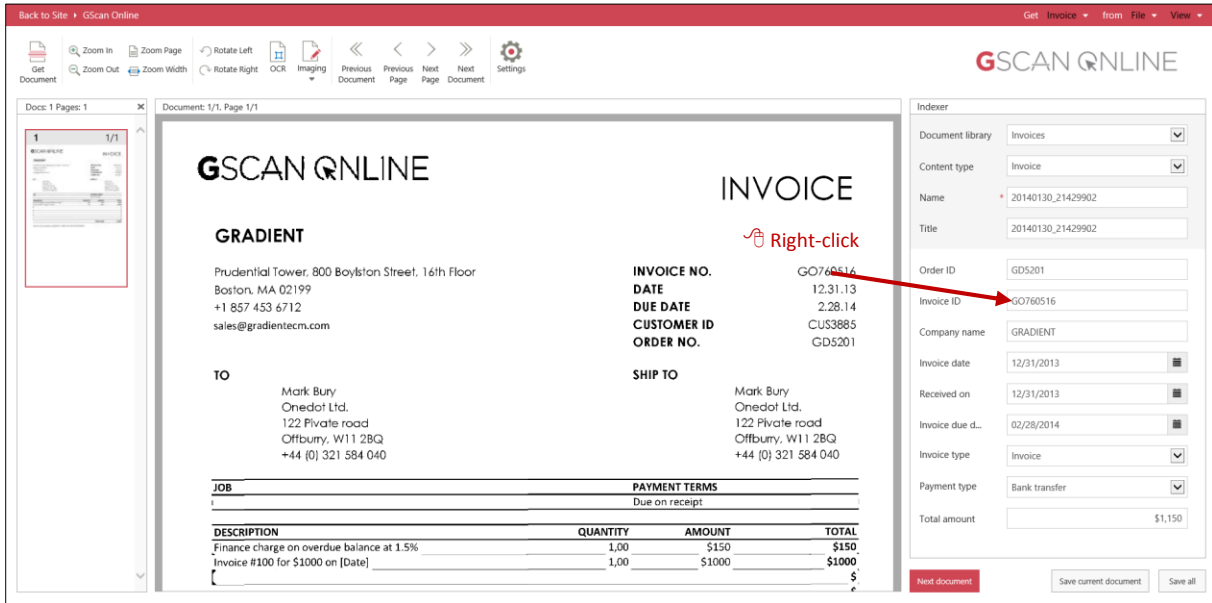 Back to Site › GScan Online
Get Invoice from File View
Get Document
Zoom In
Zoom Out
Zoom Page
Zoom Width
Rotate Left
Rotate Right
OCR
Imaging
Previous Document
Previous Page
Next Page
Next Document
Settings
GSCAN ONLINE
Docs: 1 Pages: 1
1 1/1
Document: 1/1, Page 1/1
GSCAN ONLINE
INVOICE
GRADIENT
Right-click
Prudential Tower, 800 Boylston Street, 16th Floor
Boston, MA 02199
+1 857 453 6712
sales@gradientecm.com
INVOICE NO. GO760516
DATE 12.31.13
DUE DATE 2.28.14
CUSTOMER ID CUS3885
ORDER NO. GD5201
TO
Mark Bury
Onedot Ltd.
122 Pivate road
Offburry, W11 2BQ
+44 (0) 321 584 040
SHIP TO
Mark Bury
Onedot Ltd.
122 Pivate road
Offburry, W11 2BQ
+44 (0) 321 584 040
JOB PAYMENT TERMS
Due on receipt
DESCRIPTION QUANTITY AMOUNT TOTAL
Finance charge on overdue balance at 1.5% 1,00 $150 $150
Invoice #100 for $1000 on [Date] 1,00 $1000 $1000
$
Indexer
Document library Invoices
Content type Invoice
Name * 20140130_21429902
Title 20140130_21429902
Order ID GD5201
Invoice ID GO760516
Company name GRADIENT
Invoice date 12/31/2013
Received on 12/31/2013
Invoice due d... 02/28/2014
Invoice type Invoice
Payment type Bank transfer
Total amount $1,150
Next document
Save current document
Save all